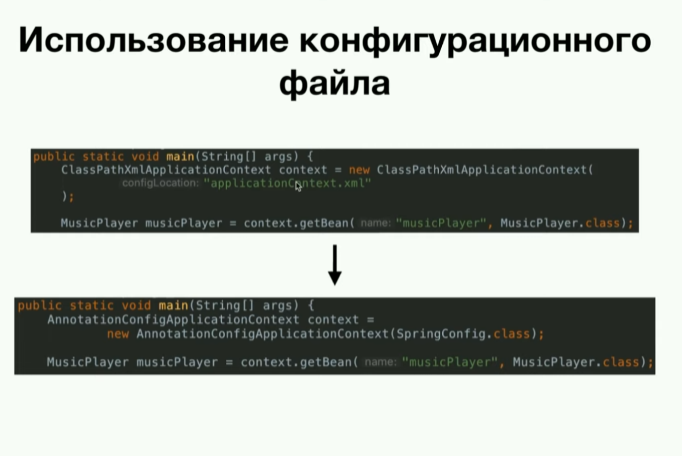 Использование конфигурационного
файла
public static void main(String[] args) {
ClassPathXmlApplicationContext context = new ClassPathXmlApplicationContext(
configLocation: "applicationContext.xml"
);
MusicPlayer musicPlayer = context.getBean( name: "musicPlayer", MusicPlayer.class);
public static void main(String[] args) {
AnnotationConfigApplicationContext context =
new AnnotationConfigApplicationContext(SpringConfig.class);
MusicPlayer musicPlayer = context.getBean( name: "musicPlayer", MusicPlayer.class);